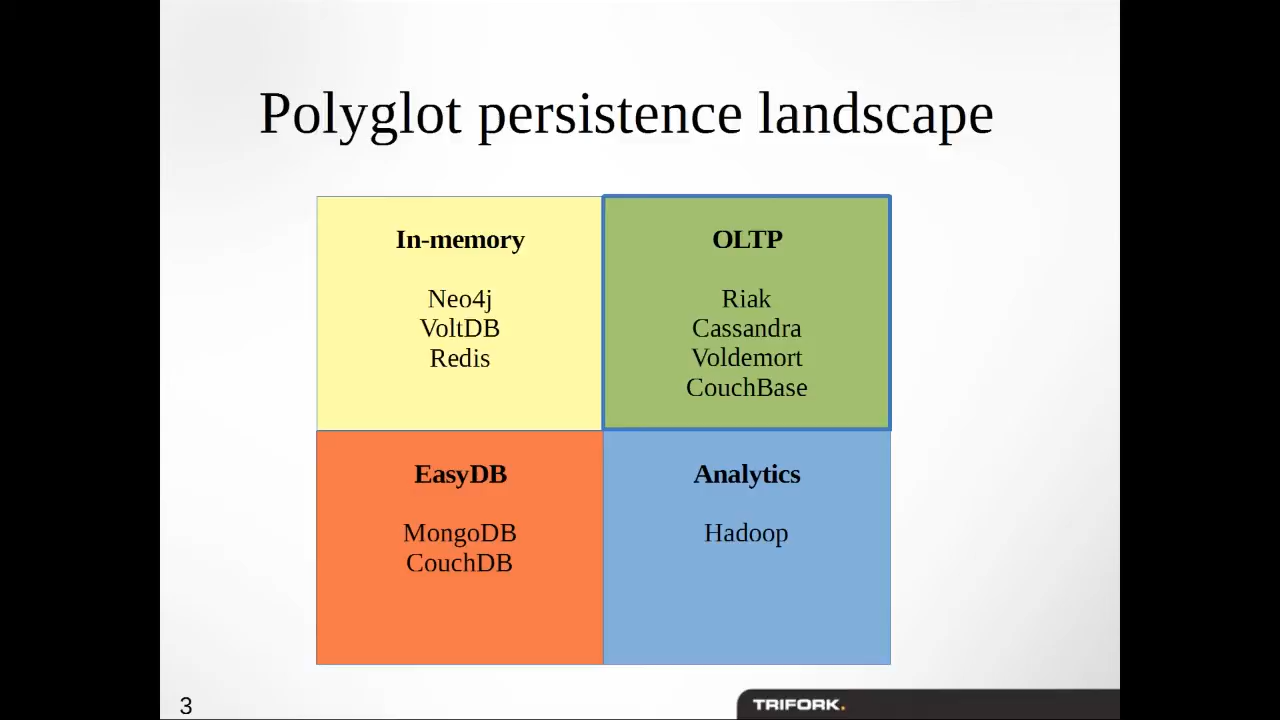 Polyglot persistence landscape
In-memory
Neo4j
VoltDB
Redis
OLTP
Riak
Cassandra
Voldemort
CouchBase
EasyDB
MongoDB
CouchDB
Analytics
Hadoop
3
TRIFORK.